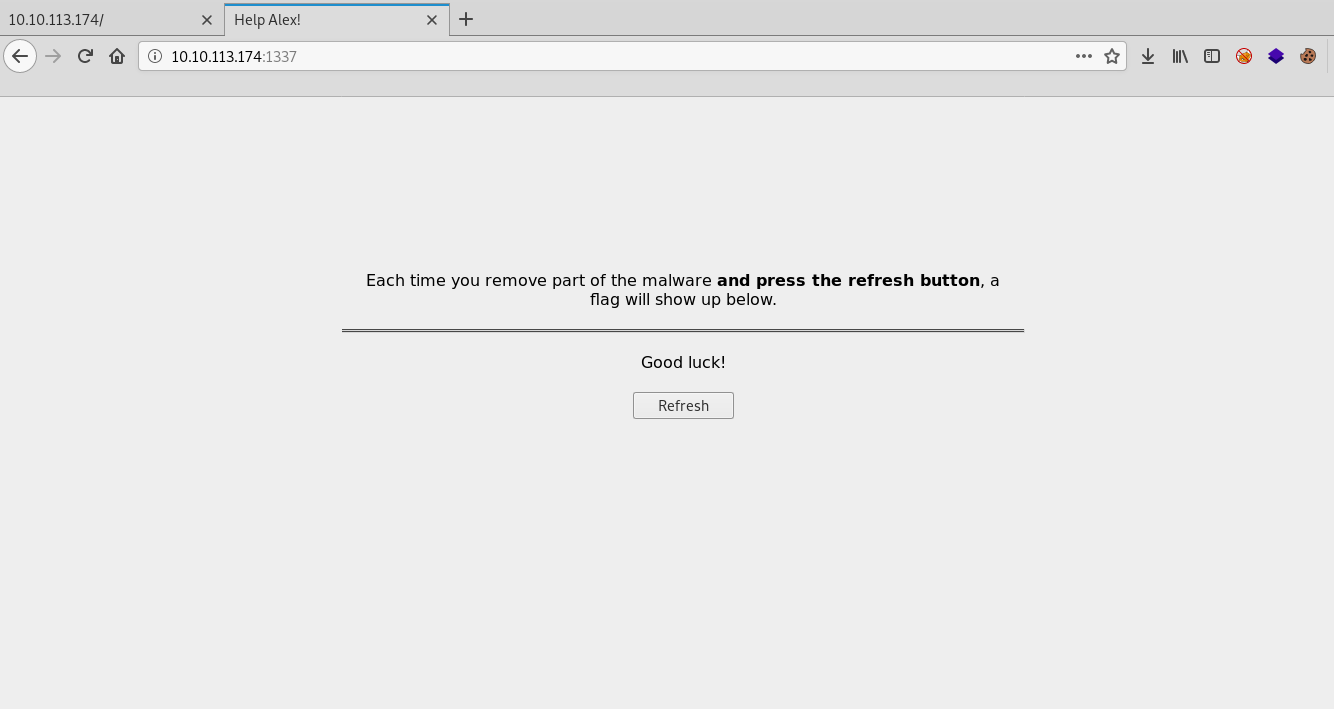 10.10.113.174/
Help Alex!
10.10.113.174:1337
Each time you remove part of the malware and press the refresh button, a
flag will show up below.
Good luck!
Refresh